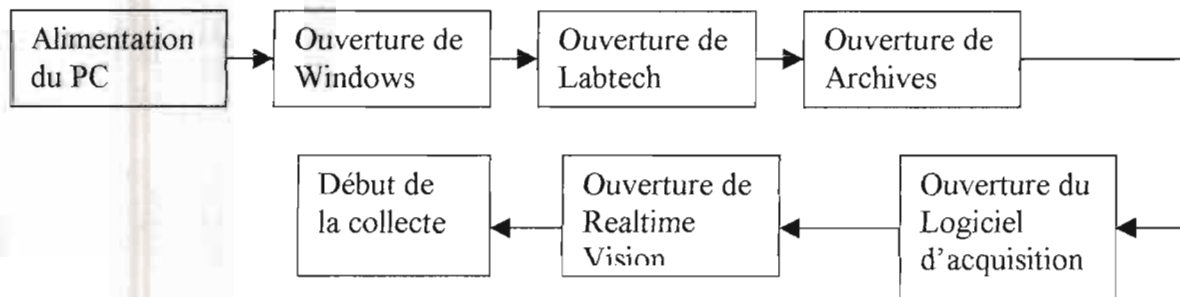 Alimentation
du PC
Ouverture de
Windows
Ouverture de
Labtech
Ouverture de
Archives
Ouverture du
Logiciel
d'acquisition
Ouverture de
Realtime
Vision
Début de
la collecte